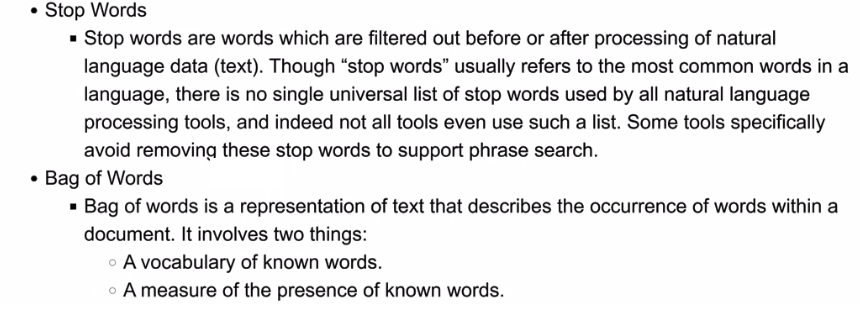 • Stop Words
▪ Stop words are words which are filtered out before or after processing of natural
language data (text). Though “stop words” usually refers to the most common words in a
language, there is no single universal list of stop words used by all natural language
processing tools, and indeed not all tools even use such a list. Some tools specifically
avoid removing these stop words to support phrase search.
• Bag of Words
▪ Bag of words is a representation of text that describes the occurrence of words within a
document. It involves two things:
○ A vocabulary of known words.
○ A measure of the presence of known words.